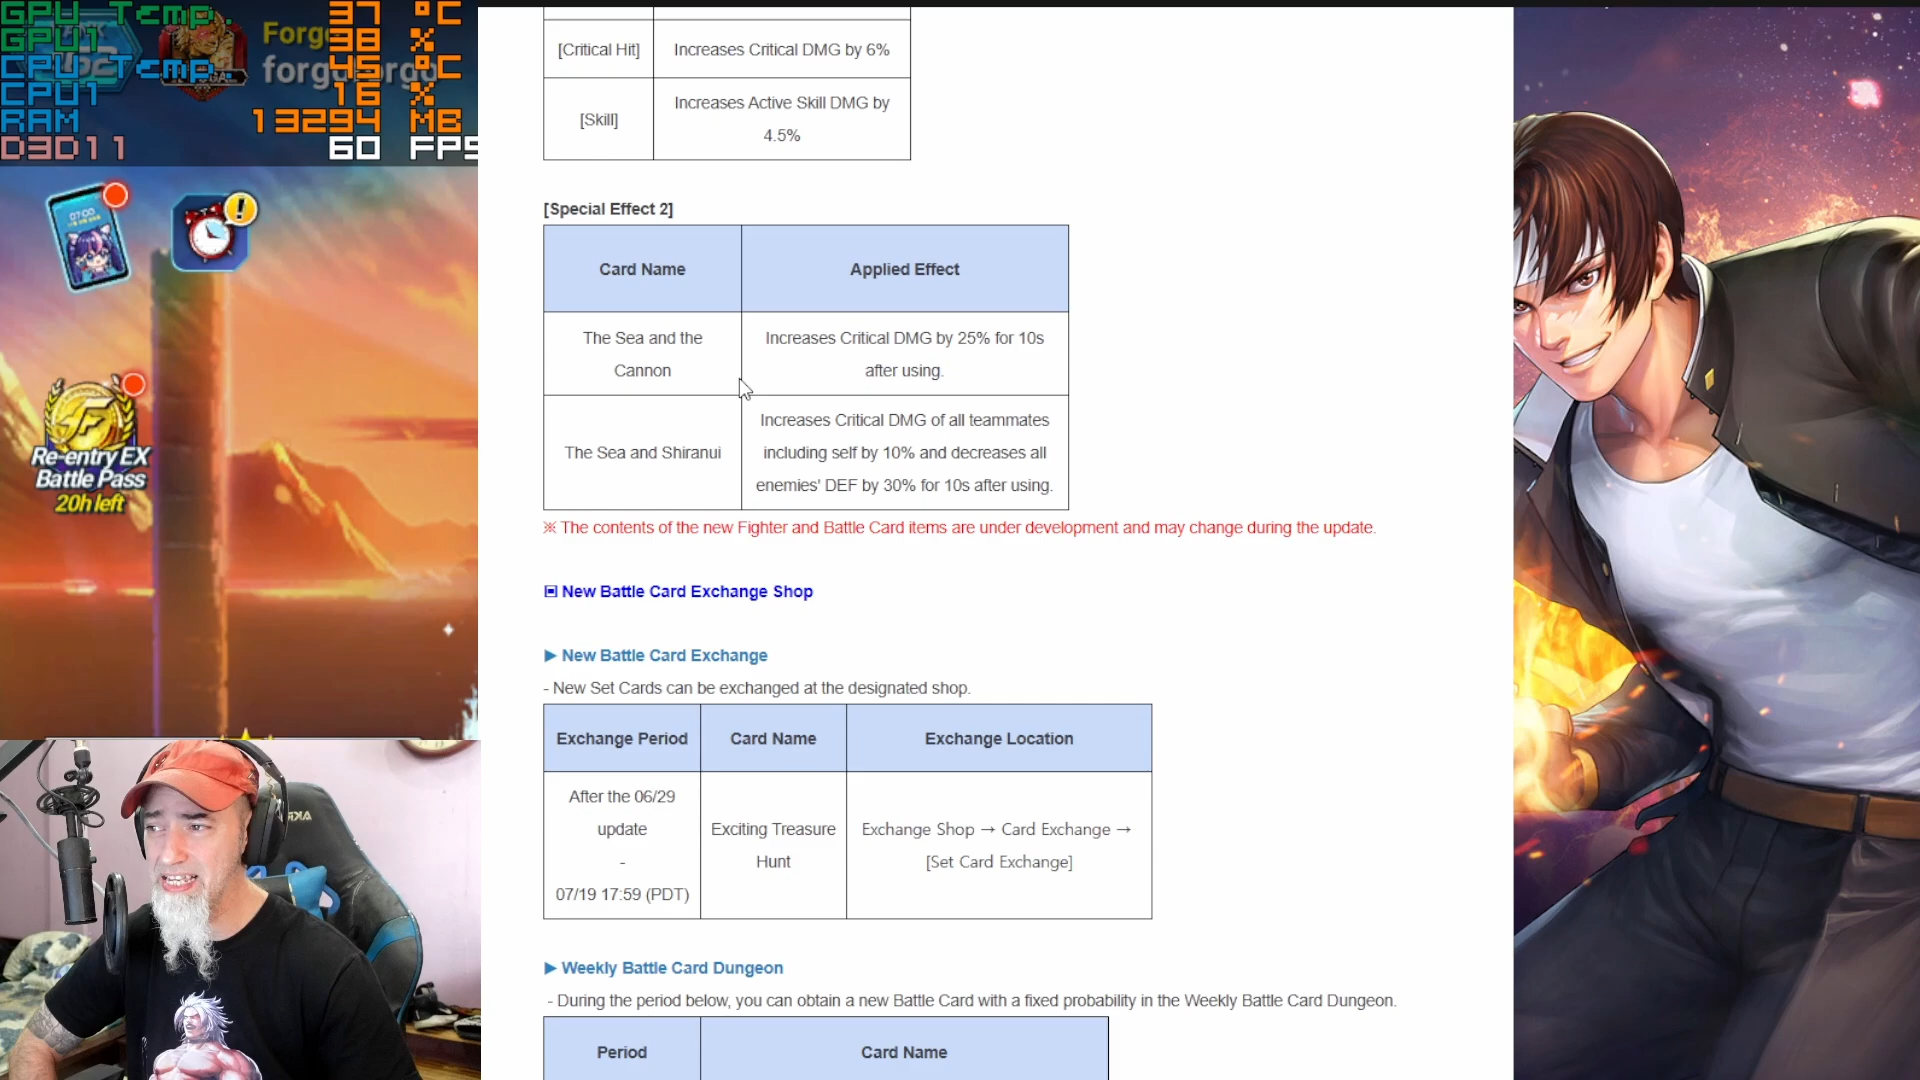 GPU Temp. 37 °C
GPU1 38 %
CPU Temp. 45 °C
CPU1 16 %
RAM 13294 MB
D3D11 60 FPS
07:00
Re-entry EX
Battle Pass
20h left
[Critical Hit] Increases Critical DMG by 6%
[Skill] Increases Active Skill DMG by
4.5%
[Special Effect 2]
Card Name Applied Effect
The Sea and the
Cannon
Increases Critical DMG by 25% for 10s
after using.
The Sea and Shiranui
Increases Critical DMG of all teammates
including self by 10% and decreases all
enemies' DEF by 30% for 10s after using.
※ The contents of the new Fighter and Battle Card items are under development and may change during the update.
▣ New Battle Card Exchange Shop
▶ New Battle Card Exchange
- New Set Cards can be exchanged at the designated shop.
Exchange Period Card Name Exchange Location
After the 06/29
update
-
07/19 17:59 (PDT)
Exciting Treasure
Hunt
Exchange Shop → Card Exchange →
[Set Card Exchange]
▶ Weekly Battle Card Dungeon
- During the period below, you can obtain a new Battle Card with a fixed probability in the Weekly Battle Card Dungeon.
Period Card Name